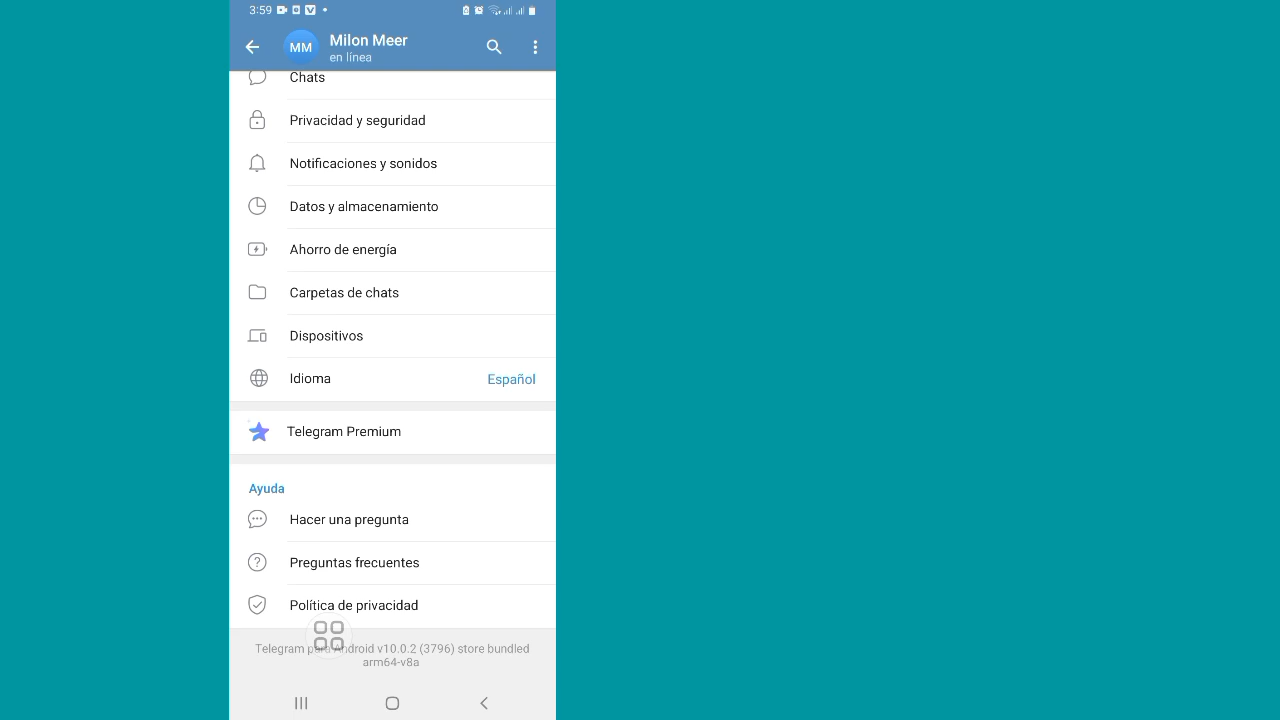 3:59
MM
Milon Meer
en línea
Chats
Privacidad y seguridad
Notificaciones y sonidos
Datos y almacenamiento
Ahorro de energía
Carpetas de chats
Dispositivos
Idioma Español
Telegram Premium
Ayuda
Hacer una pregunta
Preguntas frecuentes
Política de privacidad
Telegram para Android v10.0.2 (3796) store bundled
arm64-v8a